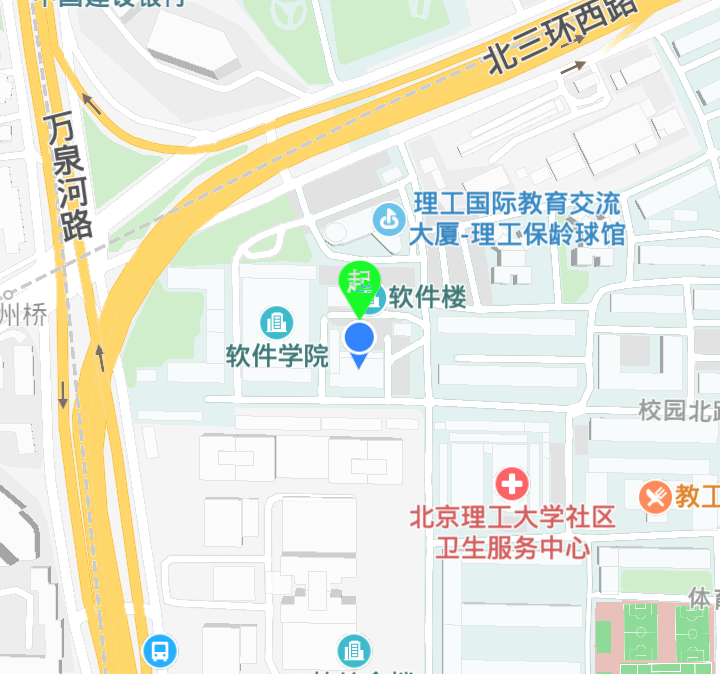 中国建设银行
北三环西路
万泉河路
理工国际教育交流
大厦-理工保龄球馆
起
软件楼
州桥
软件学院
校园北路
教工
北京理工大学社区
卫生服务中心
体育